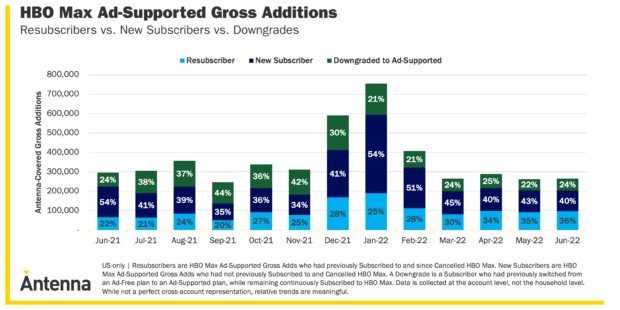 HBO Max Ad-Supported Gross Additions
Resubscribers vs. New Subscribers vs. Downgrades
Resubscriber New Subscriber Downgraded to Ad-Supported
Antenna-Covered Gross Additions
800,000
700,000
600,000
500,000
400,000
300,000
200,000
100,000
-
24% 38% 37% 44% 36% 42% 30% 21% 21% 24% 25% 22% 24%
54% 41% 39% 35% 36% 34% 41% 54% 51% 45% 40% 43% 40%
22% 21% 24% 20% 27% 25% 28% 25% 28% 30% 34% 35% 36%
Jun-21 Jul-21 Aug-21 Sep-21 Oct-21 Nov-21 Dec-21 Jan-22 Feb-22 Mar-22 Apr-22 May-22 Jun-22
Antenna
US-only | Resubscribers are HBO Max Ad-Supported Gross Adds who had previously Subscribed to and since Cancelled HBO Max. New Subscribers are HBO
Max Ad-Supported Gross Adds who had not previously Subscribed to and Cancelled HBO Max. A Downgrade is a Subscriber who had previously switched from
an Ad-Free plan to an Ad-Supported plan, while remaining continuously Subscribed to HBO Max. Data is collected at the account level, not the household level.
While not a perfect cross-account representation, relative trends are meaningful.